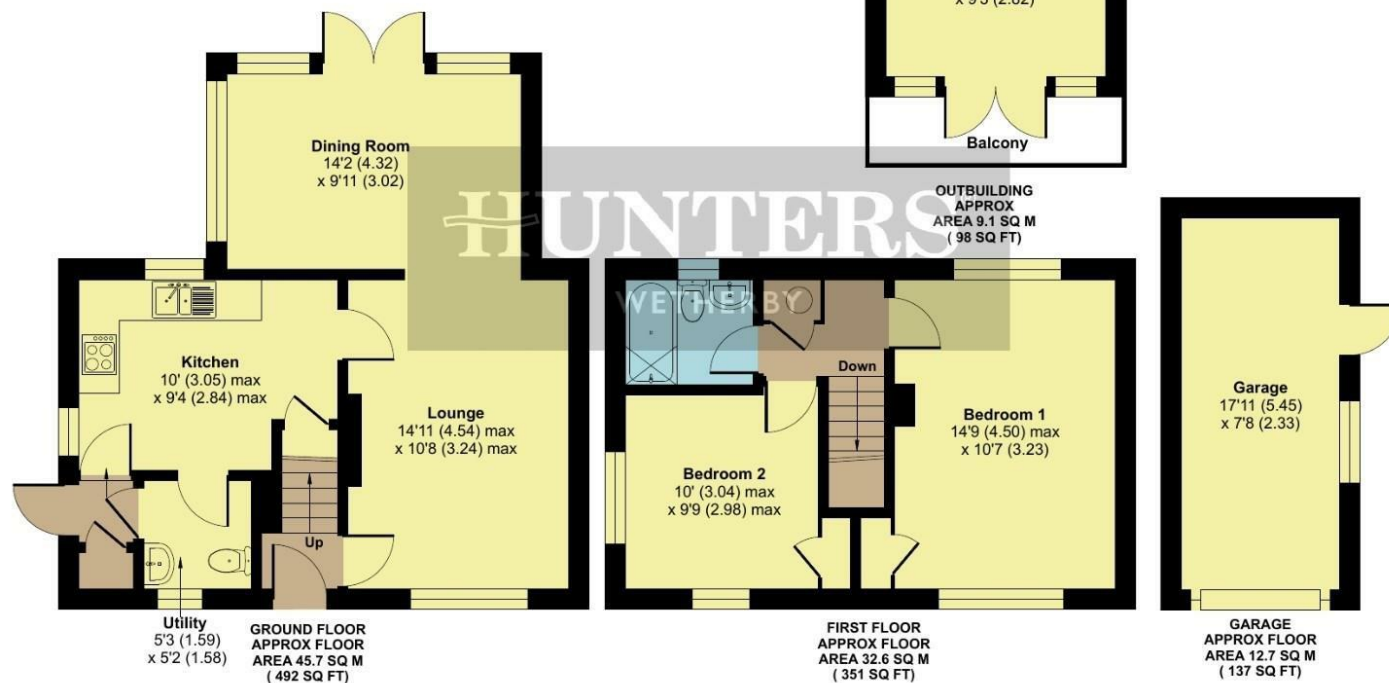 Dining Room
14'2 (4.32)
x 9'11 (3.02)
Balcony
OUTBUILDING
APPROX
AREA 9.1 SQ M
( 98 SQ FT)
HUNTERS
WETHERBY
Kitchen
10' (3.05) max
x 9'4 (2.84) max
Lounge
14'11 (4.54) max
x 10'8 (3.24) max
Up
Utility
5'3 (1.59)
x 5'2 (1.58)
GROUND FLOOR
APPROX FLOOR
AREA 45.7 SQ M
( 492 SQ FT)
Down
Bedroom 1
14'9 (4.50) max
x 10'7 (3.23)
Bedroom 2
10' (3.04) max
x 9'9 (2.98) max
FIRST FLOOR
APPROX FLOOR
AREA 32.6 SQ M
( 351 SQ FT)
Garage
17'11 (5.45)
x 7'8 (2.33)
GARAGE
APPROX FLOOR
AREA 12.7 SQ M
( 137 SQ FT)